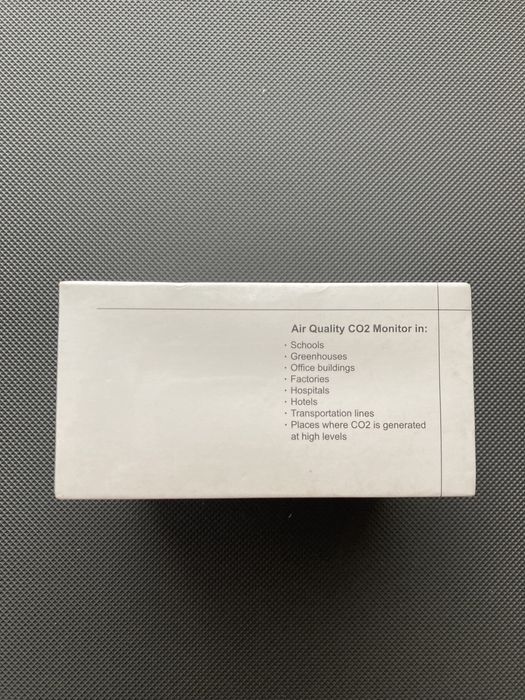 Air Quality CO2 Monitor in:
· Schools
· Greenhouses
· Office buildings
· Factories
· Hospitals
· Hotels
· Transportation lines
· Places where CO2 is generated
at high levels